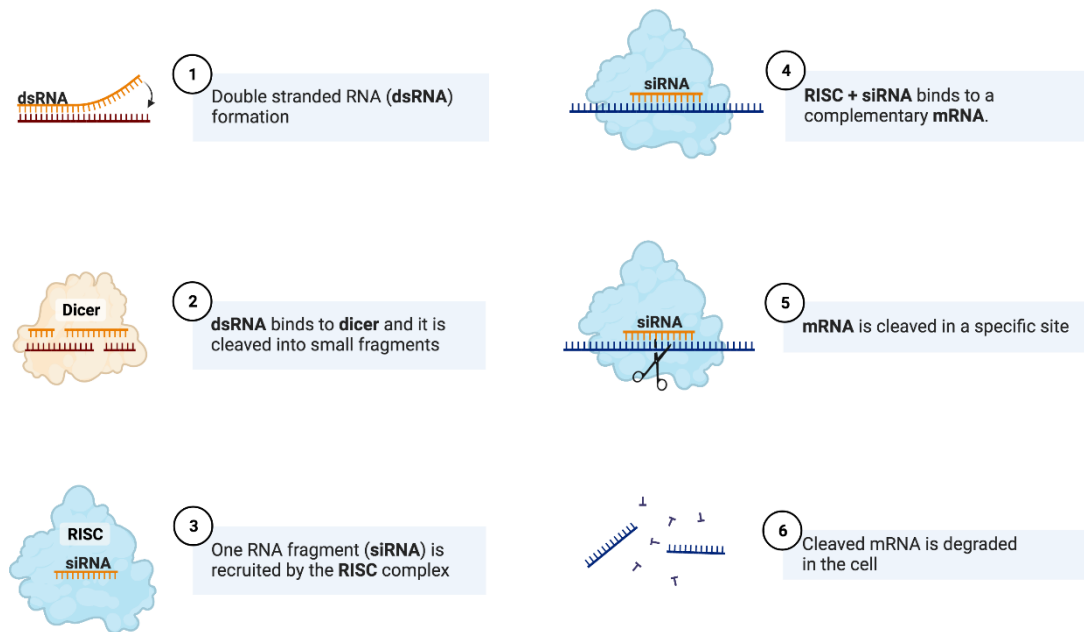 dsRNA
1
Double stranded RNA (dsRNA)
formation
Dicer
2
dsRNA binds to dicer and it is
cleaved into small fragments
RISC
siRNA
3
One RNA fragment (siRNA) is
recruited by the RISC complex
siRNA
4
RISC + siRNA binds to a
complementary mRNA.
siRNA
5
mRNA is cleaved in a specific site
6
Cleaved mRNA is degraded
in the cell